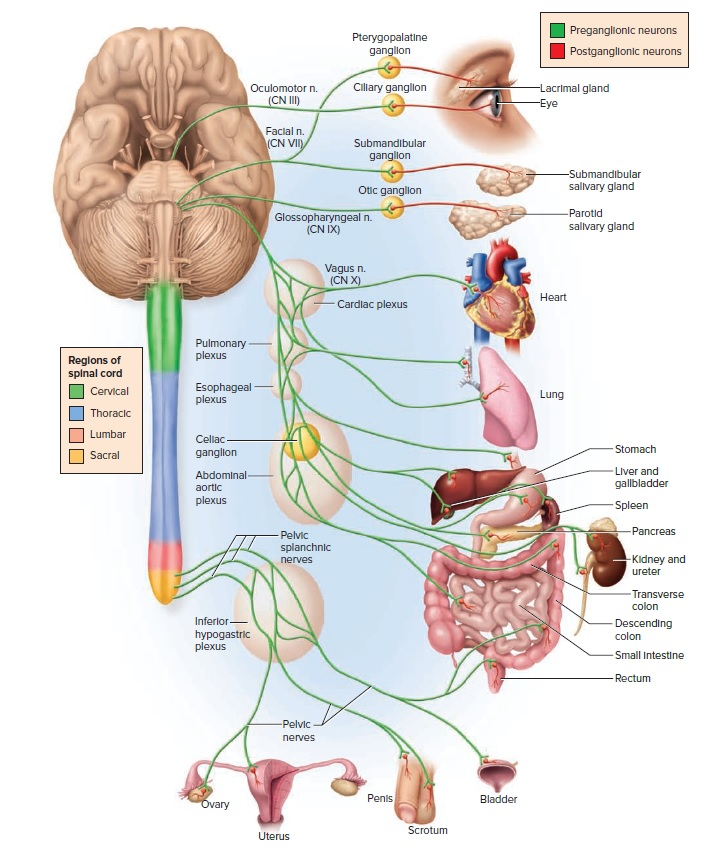 Preganglionic neurons
Postganglionic neurons
Pterygopalatine
ganglion
Oculomotor n.
(CN III)
Ciliary ganglion
Lacrimal gland
Eye
Facial n.
(CN VII)
Submandibular
ganglion
Submandibular
salivary gland
Otic ganglion
Glossopharyngeal n.
(CN IX)
Parotid
salivary gland
Vagus n.
(CN X)
Cardiac plexus
Heart
Pulmonary
plexus
Regions of
spinal cord
Cervical
Thoracic
Lumbar
Sacral
Esophageal
plexus
Lung
Celiac
ganglion
Abdominal
aortic
plexus
Stomach
Liver and
gallbladder
Spleen
Pancreas
Kidney and
ureter
Transverse
colon
Descending
colon
Small intestine
Rectum
Pelvic
splanchnic
nerves
Inferior
hypogastric
plexus
Pelvic
nerves
Ovary
Uterus
Penis
Scrotum
Bladder